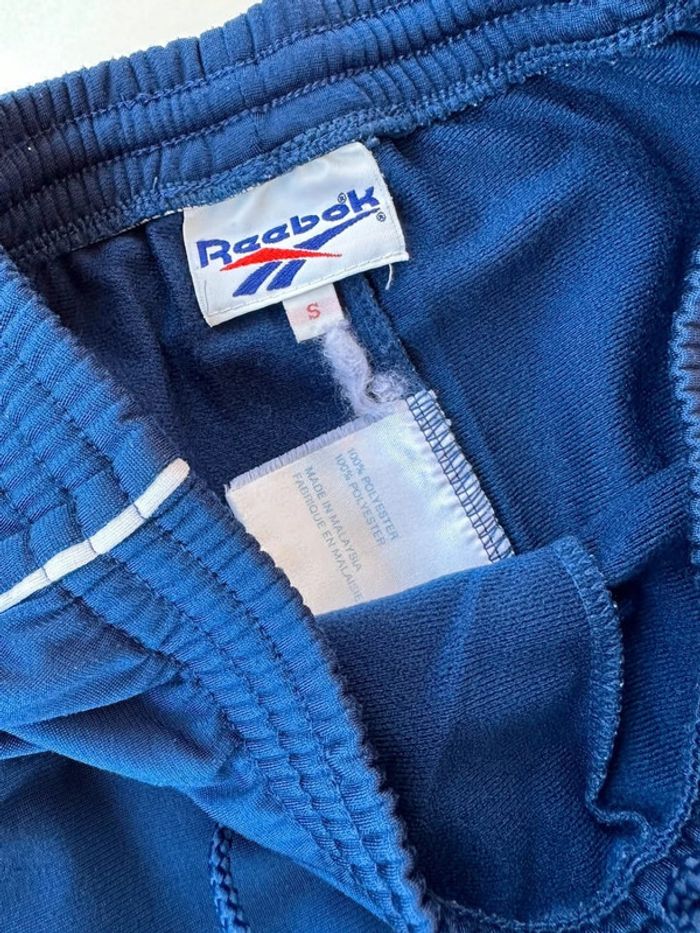 Reebok®
®
S
100% POLYESTER
100% POLYESTER
MADE IN MALAYSIA
FABRIQUE EN MALAISIE